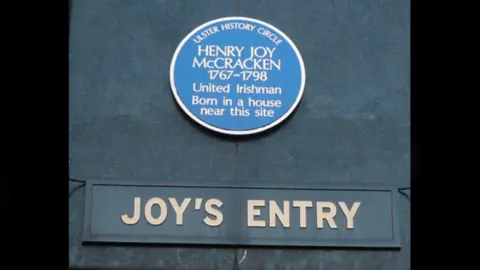 ULSTER HISTORY CIRCLE
HENRY JOY
McCRACKEN
1767-1798
United Irishman
Born in a house
near this site
JOY'S ENTRY